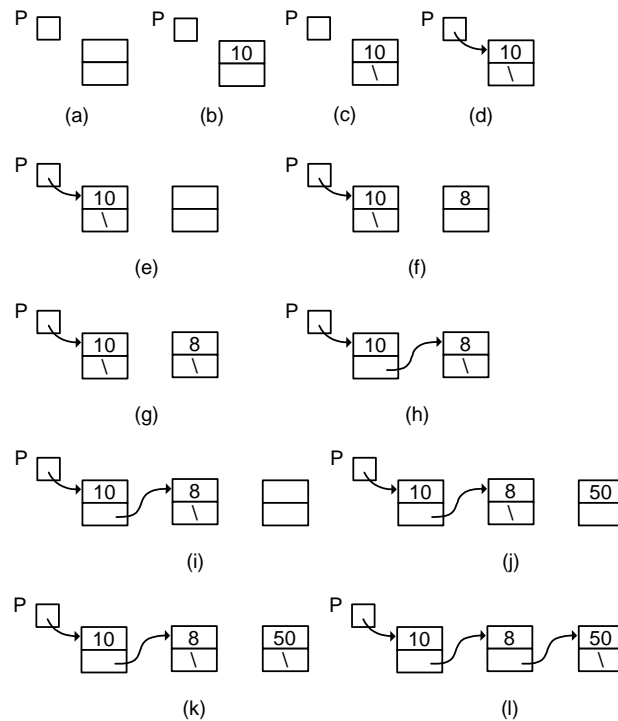 P P P P
10 10 10
\ \
(a) (b) (c) (d)
P P
10 10 8
\ \
(e) (f)
P P
10 8 10 8
\ \ \
(g) (h)
P P
10 8 10 8 50
\ \
(i) (j)
P P
10 8 50 10 8 50
\ \ \
(k) (l)